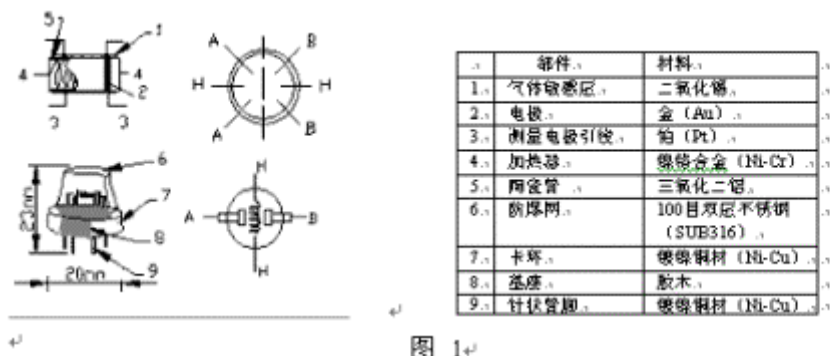 5
1
4
4
2
3
3
A
B
H
H
A
B
6
7
8
9
23mm
20mm
H
A
B
H
部件
材料
1. 气体敏感层
二氧化锡
2. 电极
金（Au）
3. 测量电极引线
铂（Pt）
4. 加热器
镍铬合金（Ni-Cr）
5. 陶瓷管
三氧化二铝
6. 防爆网
100目双层不锈钢
（SUB316）
7. 卡环
镀镍铜材（Ni-Cu）
8. 基座
胶木
9. 针状管脚
镀镍铜材（Ni-Cu）
图 1